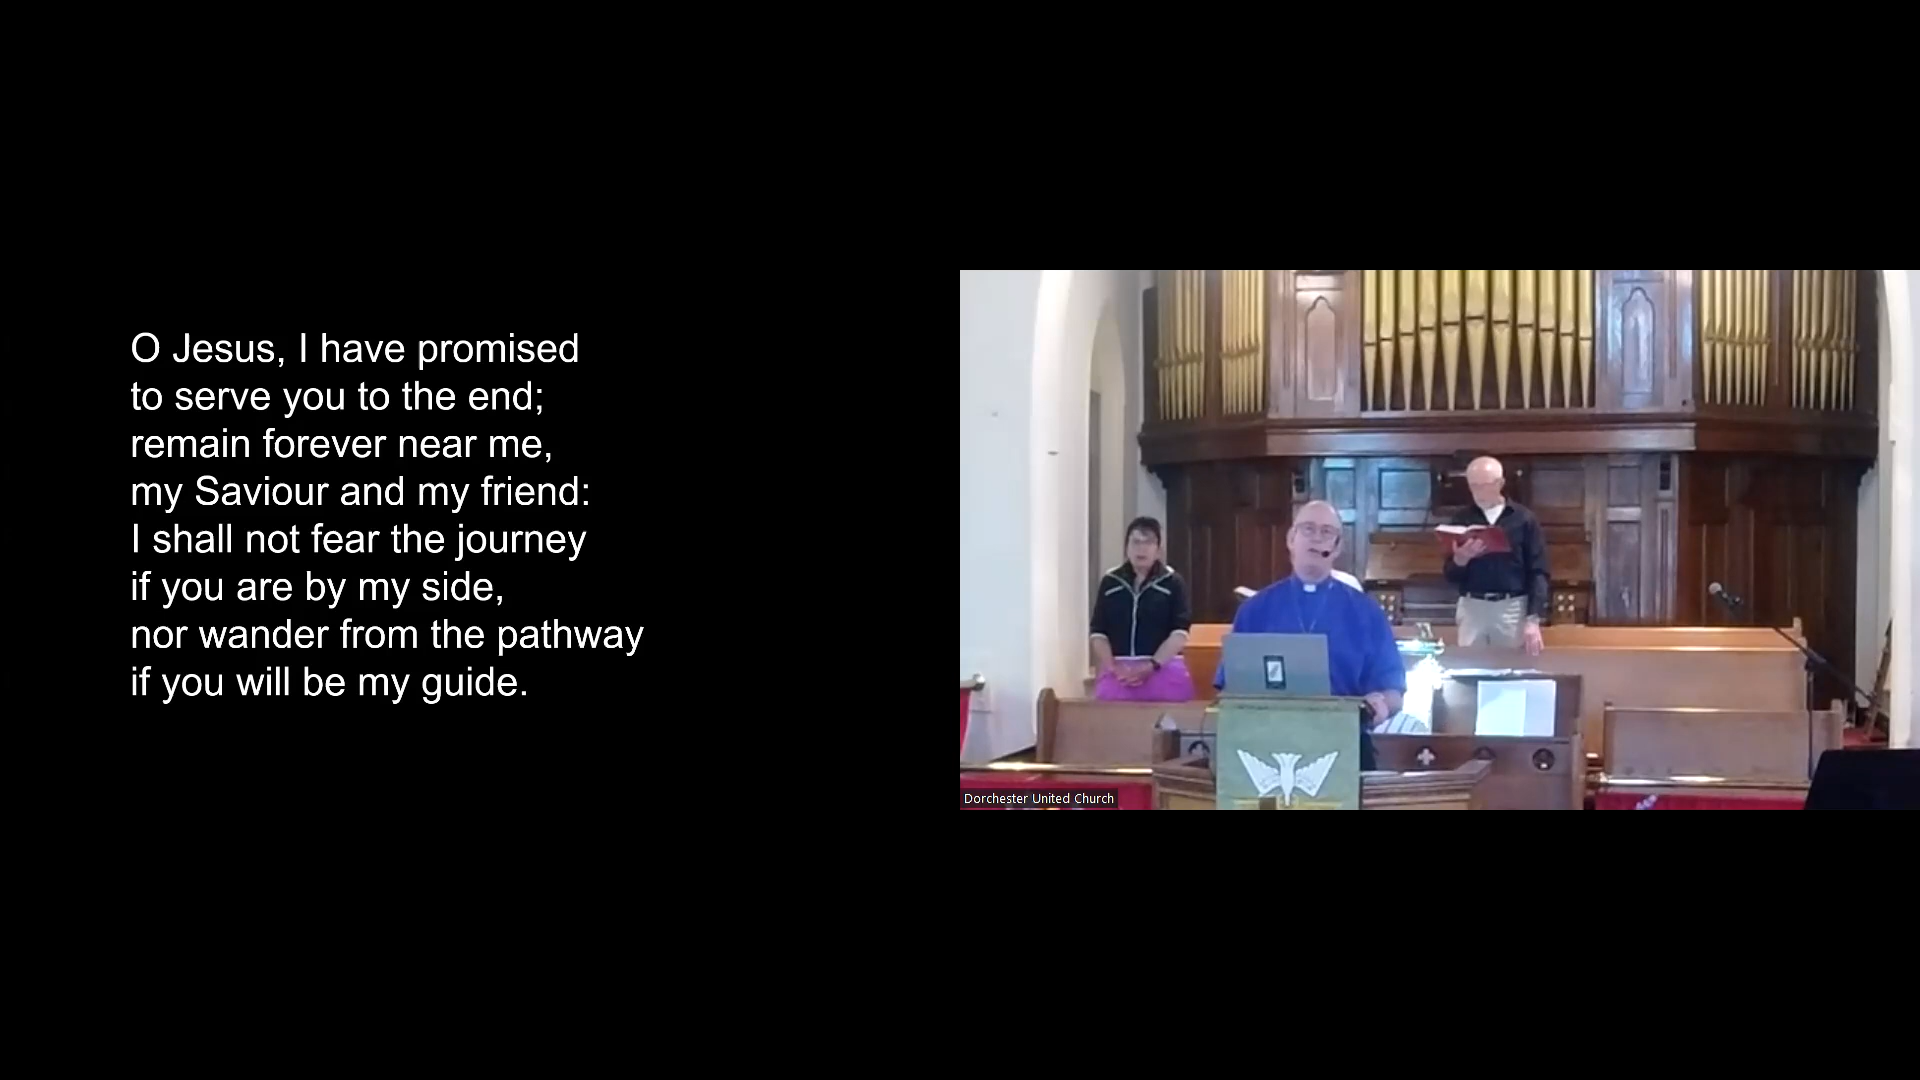 O Jesus, I have promised
to serve you to the end;
remain forever near me,
my Saviour and my friend:
I shall not fear the journey
if you are by my side,
nor wander from the pathway
if you will be my guide.
Dorchester United Church